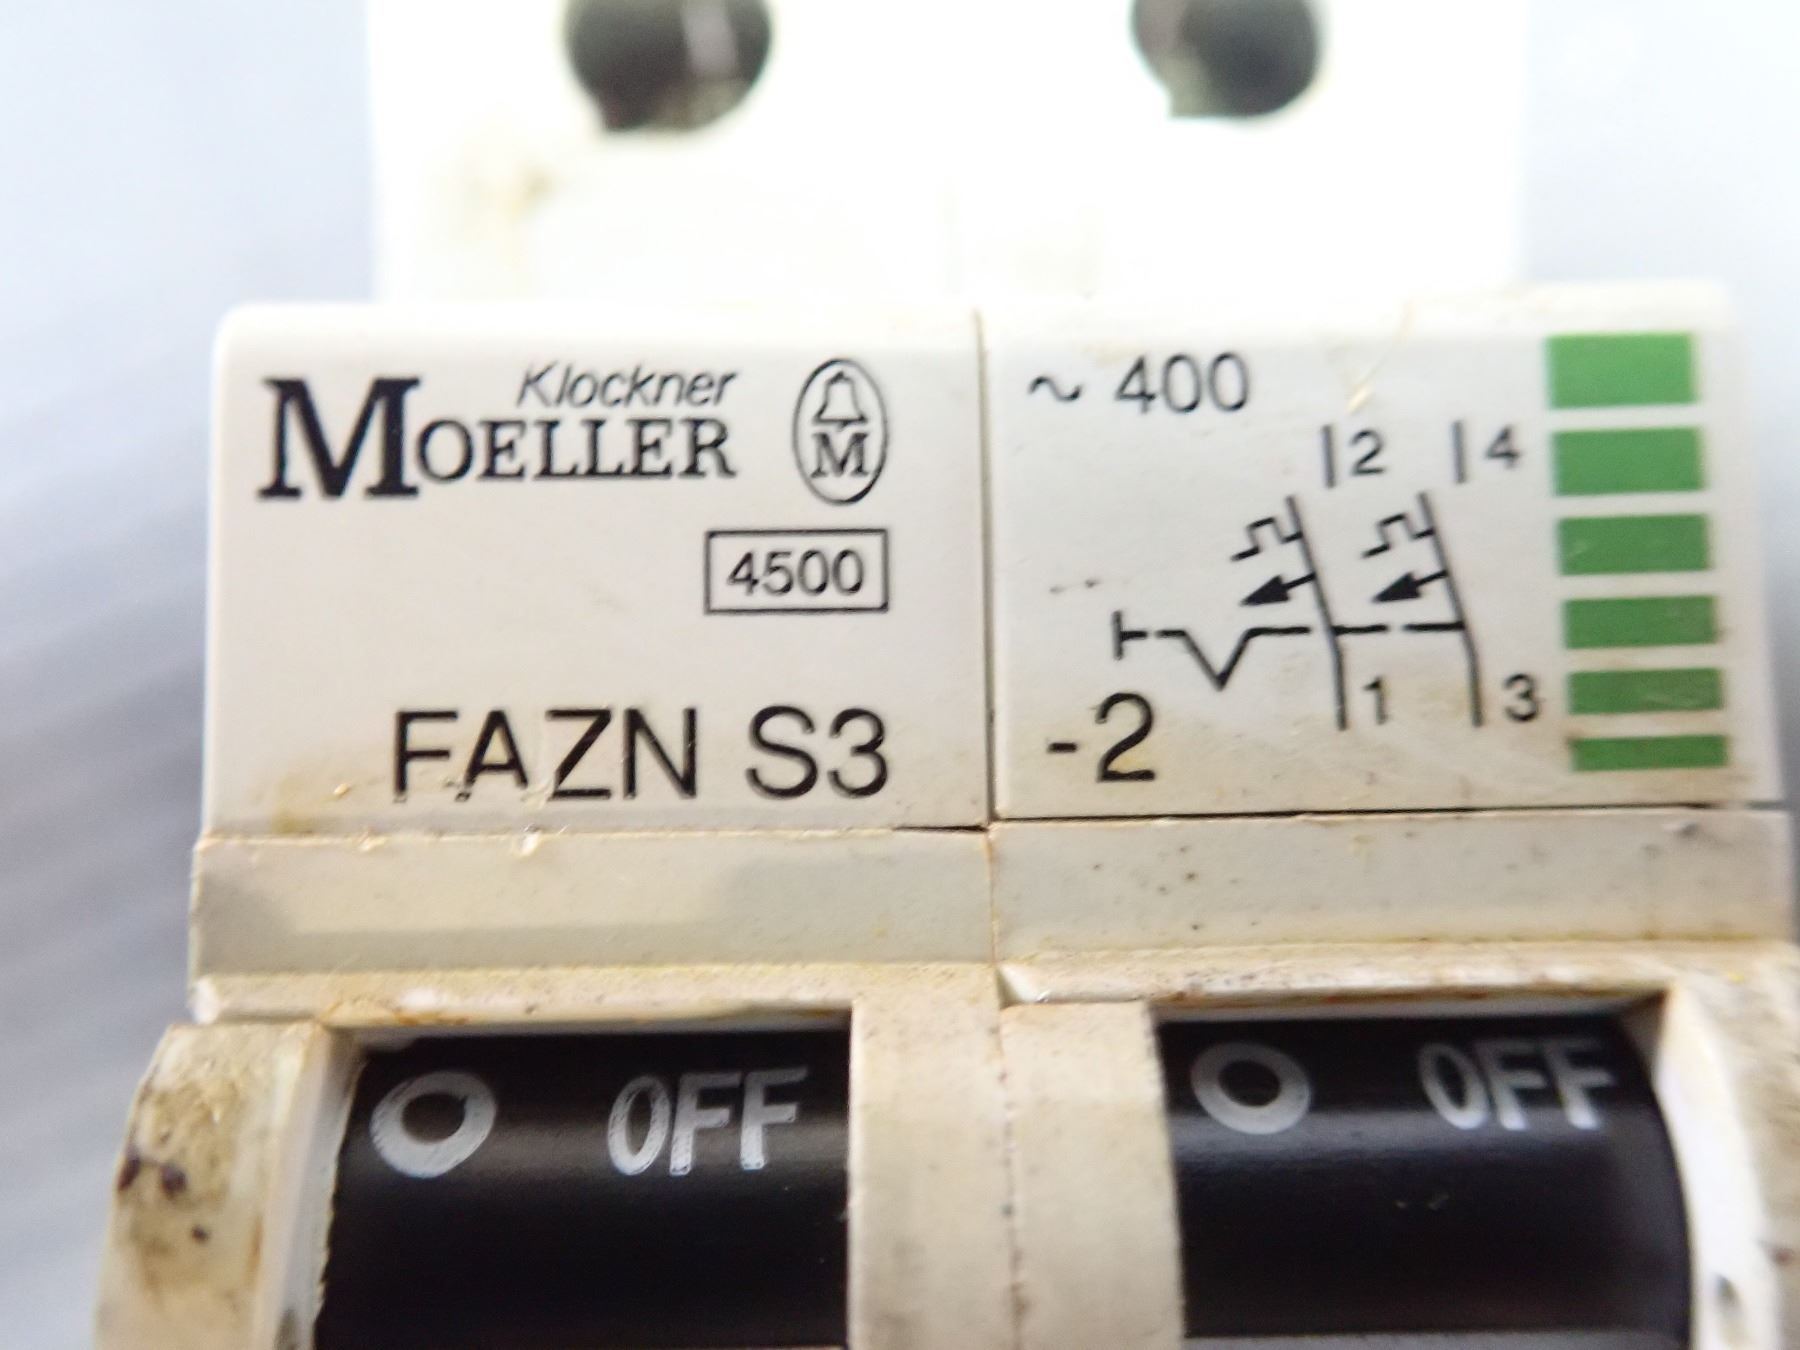 Klockner
MOELLER
M
4500
FAZN S3
~ 400
2 4
1 3
-2
O OFF
O OFF